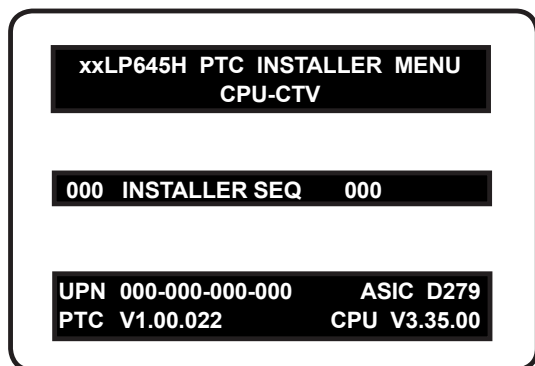 xxLP645H PTC INSTALLER MENU
CPU-CTV
000 INSTALLER SEQ 000
UPN 000-000-000-000 ASIC D279
PTC V1.00.022 CPU V3.35.00